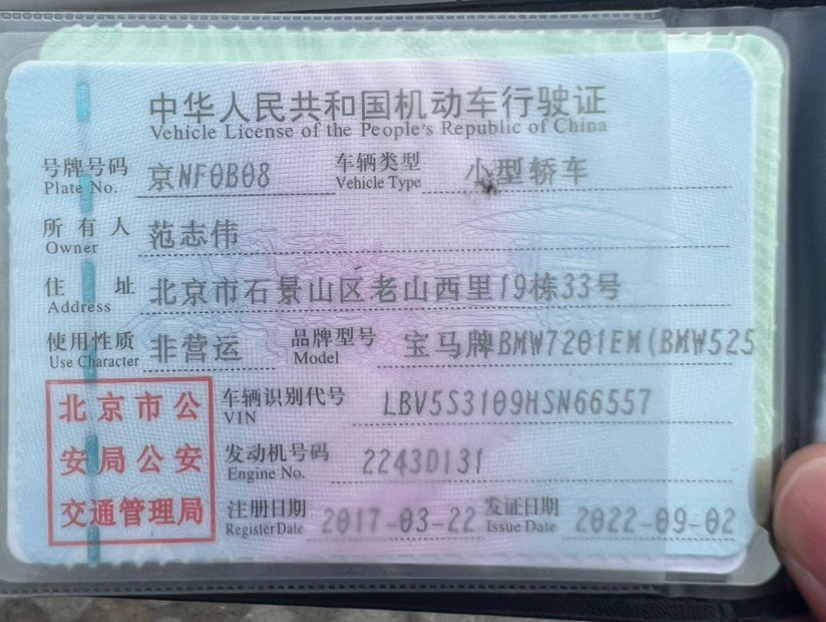 中华人民共和国机动车行驶证
Vehicle License of the People's Republic of China
号牌号码 京NF0B08 车辆类型 小型轿车
Plate No. Vehicle Type
所有人 范志伟
Owner
住址 北京市石景山区老山西里19栋33号
Address
使用性质 非营运 品牌型号 宝马牌BMW7201EM(BMW525
Use Character Model
北京市公
安局公安
交通管理局
车辆识别代号 LBV5S3109HSN66557
VIN
发动机号码 2243D131
Engine No.
注册日期 2017-03-22 发证日期 2022-09-02
Register Date Issue Date